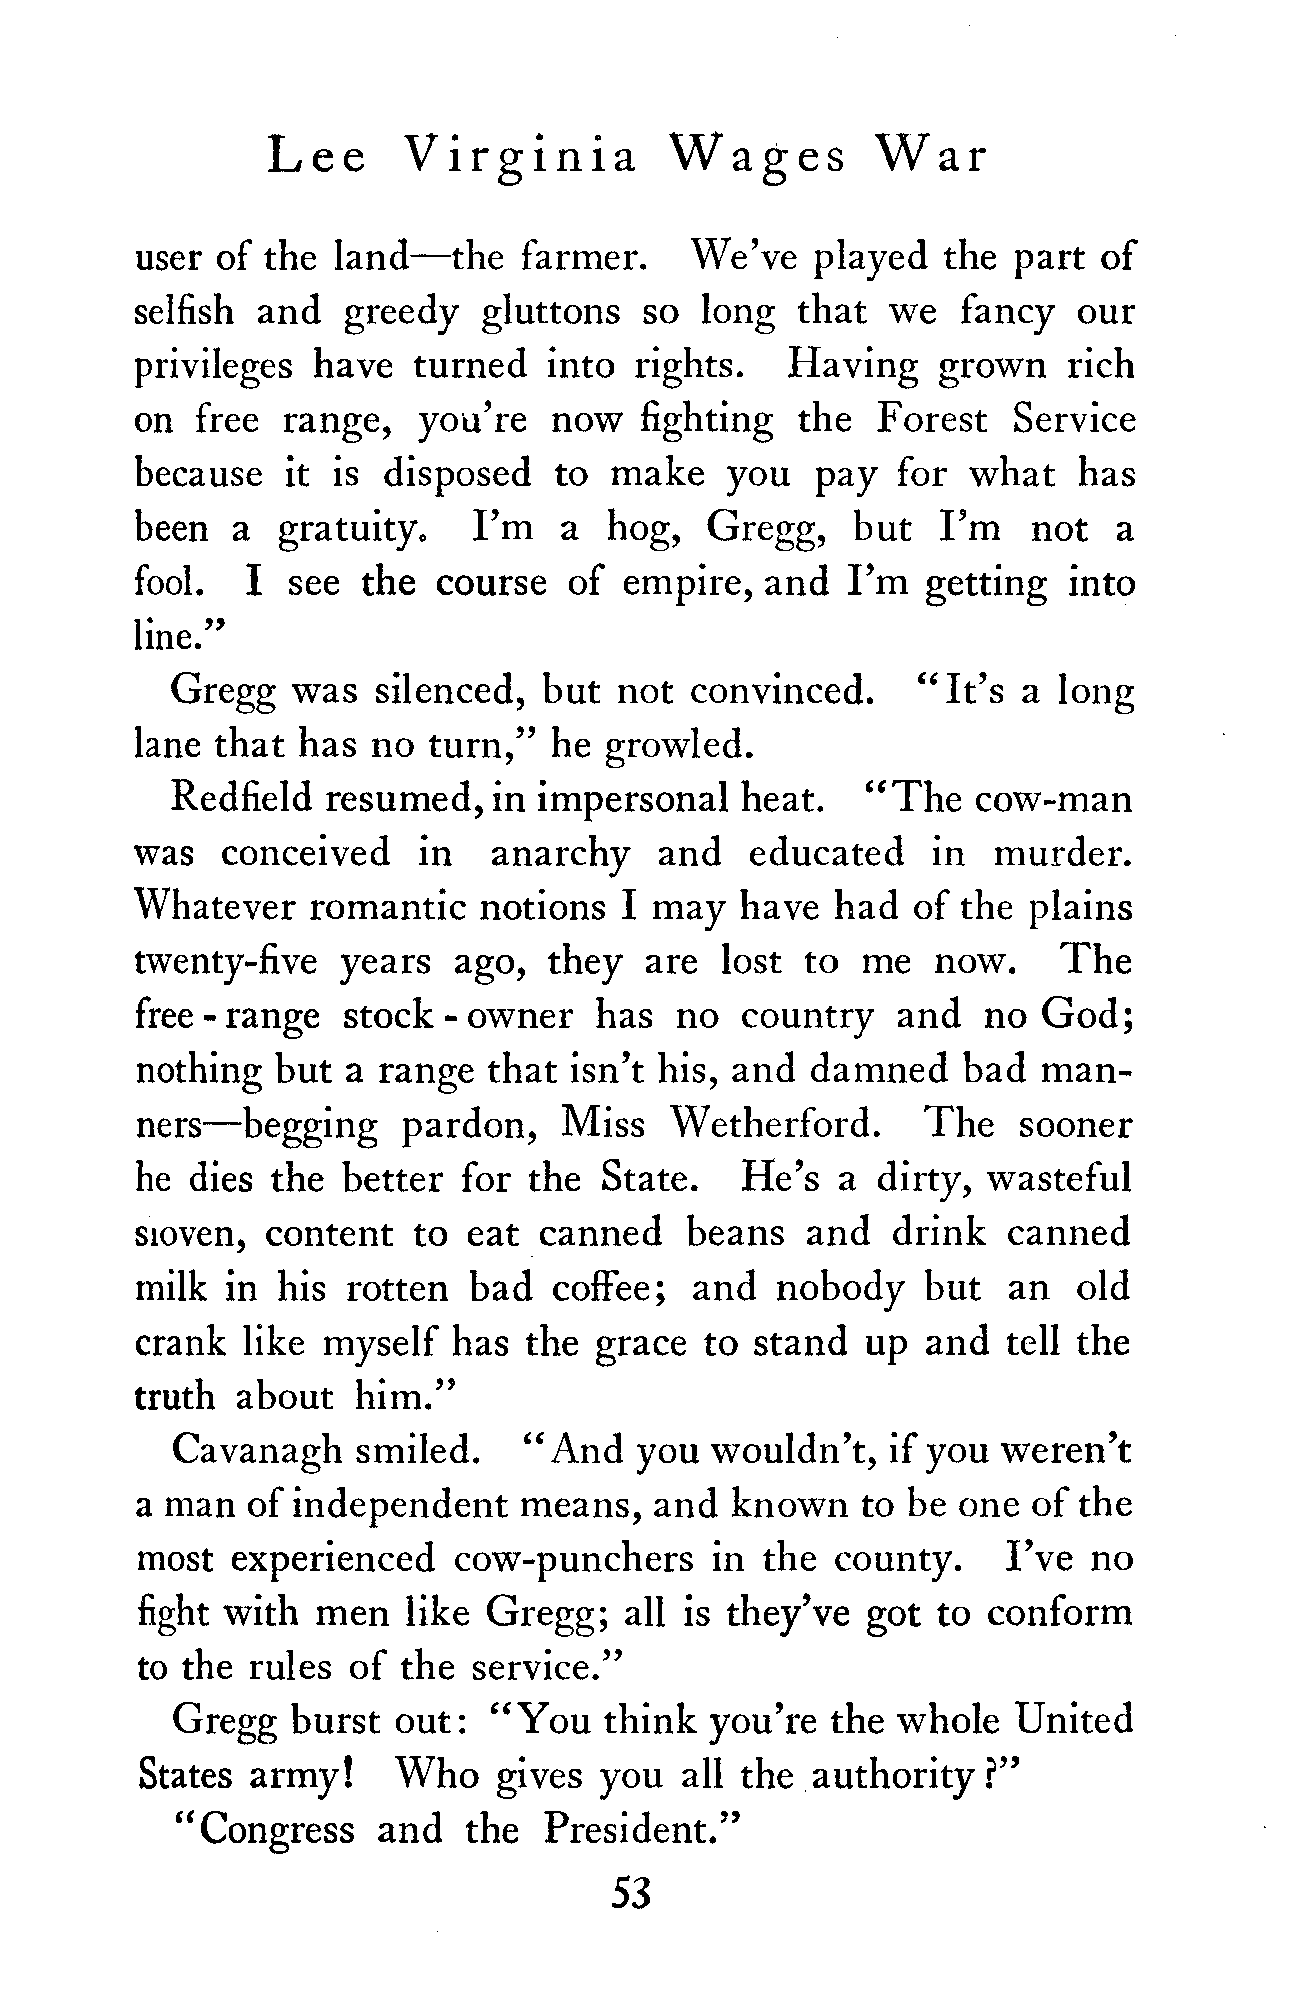 Lee Virginia Wages War
user of the land—the farmer. We've played the part of
selfish and greedy gluttons so long that we fancy our
privileges have turned into rights. Having grown rich
on free range, you're now fighting the Forest Service
because it is disposed to make you pay for what has
been a gratuity. I'm a hog, Gregg, but I'm not a
fool. I see the course of empire, and I'm getting into
line."
Gregg was silenced, but not convinced. "It's a long
lane that has no turn," he growled.
Redfield resumed, in impersonal heat. "The cow-man
was conceived in anarchy and educated in murder.
Whatever romantic notions I may have had of the plains
twenty-five years ago, they are lost to me now. The
free-range stock-owner has no country and no God;
nothing but a range that isn't his, and damned bad man-
ners—begging pardon, Miss Wetherford. The sooner
he dies the better for the State. He's a dirty, wasteful
sloven, content to eat canned beans and drink canned
milk in his rotten bad coffee; and nobody but an old
crank like myself has the grace to stand up and tell the
truth about him."
Cavanagh smiled. "And you wouldn't, if you weren't
a man of independent means, and known to be one of the
most experienced cow-punchers in the county. I've no
fight with men like Gregg; all is they've got to conform
to the rules of the service."
Gregg burst out: "You think you're the whole United
States army! Who gives you all the authority?"
"Congress and the President."
53